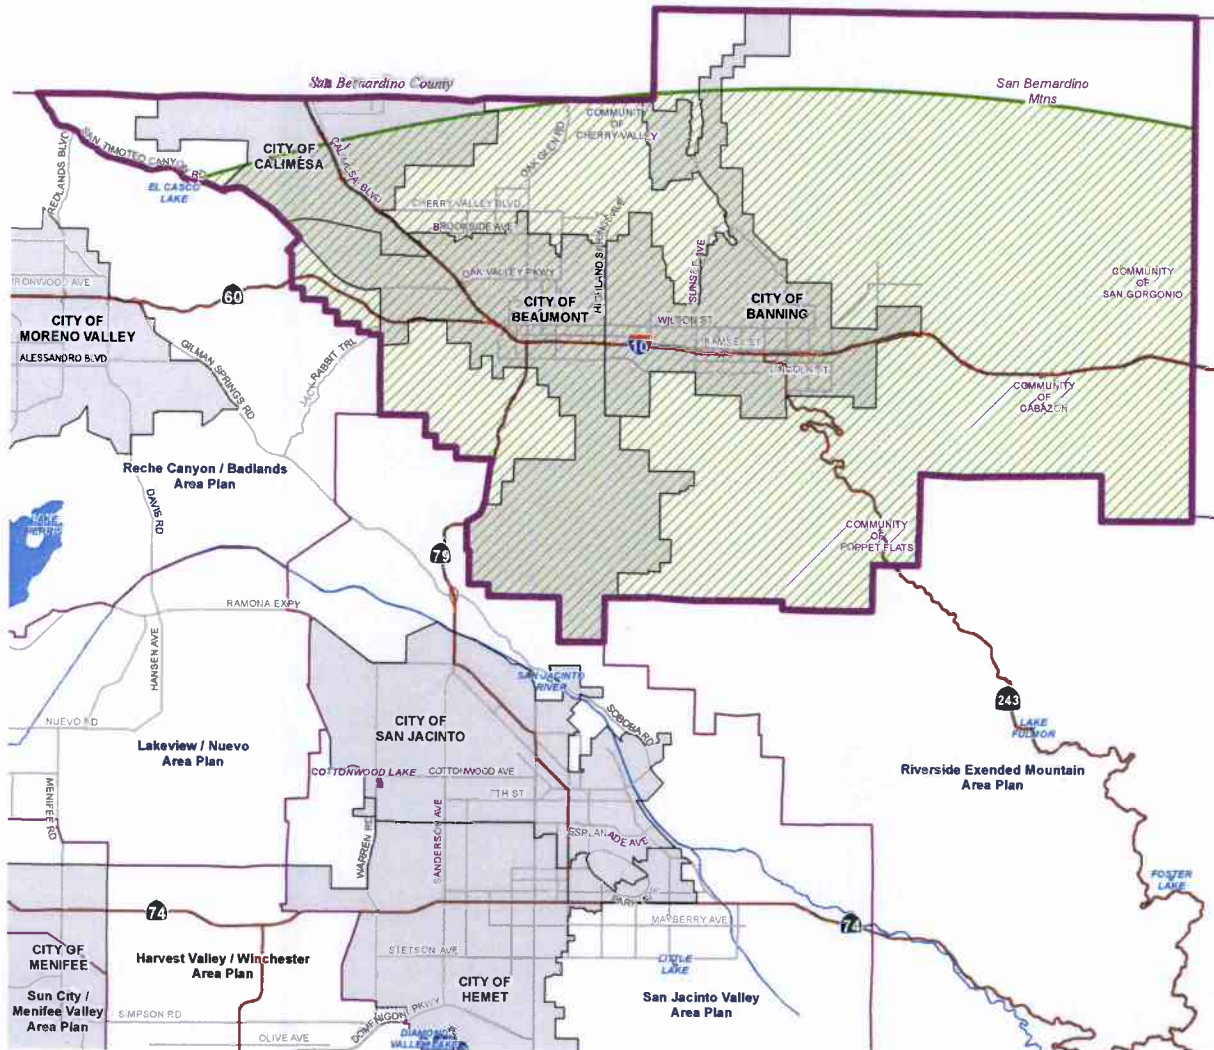 San Bernardino County
San Bernardino
Mtns
COMMUNITY
OF
CHERRY VALLEY
OAK GLEN RD
CITY OF
CALIMESA
CALIMESA BLVD
SAN TIMOTEO CANYON RD
REDLANDS BLVD
EL CASCO
LAKE
CHERRY VALLEY BLVD
BROOKSIDE AVE
OAK VALLEY PKWY
SUNSET AVE
COMMUNITY
OF
SAN GORGONIO
IRONWOOD AVE
60
CITY OF
BEAUMONT
CITY OF
BANNING
WILSON ST
CITY OF
MORENO VALLEY
ALESSANDRO BLVD
10
RAMSEY ST
LINCOLN ST
GILMAN SPRINGS RD
JACK RABBIT TRL
COMMUNITY
OF
CABAZON
Reche Canyon / Badlands
Area Plan
DAVIS RD
LAKE
PERRIS
COMMUNITY
OF
POPPET FLATS
79
RAMONA EXPY
HANSEN AVE
SAN JACINTO
RIVER
243
LAKE
FULMOR
SOBOBA RD
NUEVO RD
CITY OF
SAN JACINTO
Lakeview / Nuevo
Area Plan
COTTONWOOD LAKE
COTTONWOOD AVE
Riverside Exended Mountain
Area Plan
7TH ST
MENIFEE RD
WARREN RD
SANDERSON AVE
ESPLANADE AVE
FOSTER
LAKE
PARK AVE
74
MAYBERRY AVE
74
STETSON AVE
CITY OF
MENIFEE
Harvest Valley / Winchester
Area Plan
LITTLE
LAKE
CITY OF
HEMET
San Jacinto Valley
Area Plan
Sun City /
Menifee Valley
Area Plan
SIMPSON RD
DOMENIGONI PKWY
OLIVE AVE
DIAMOND
VALLEY LAKE